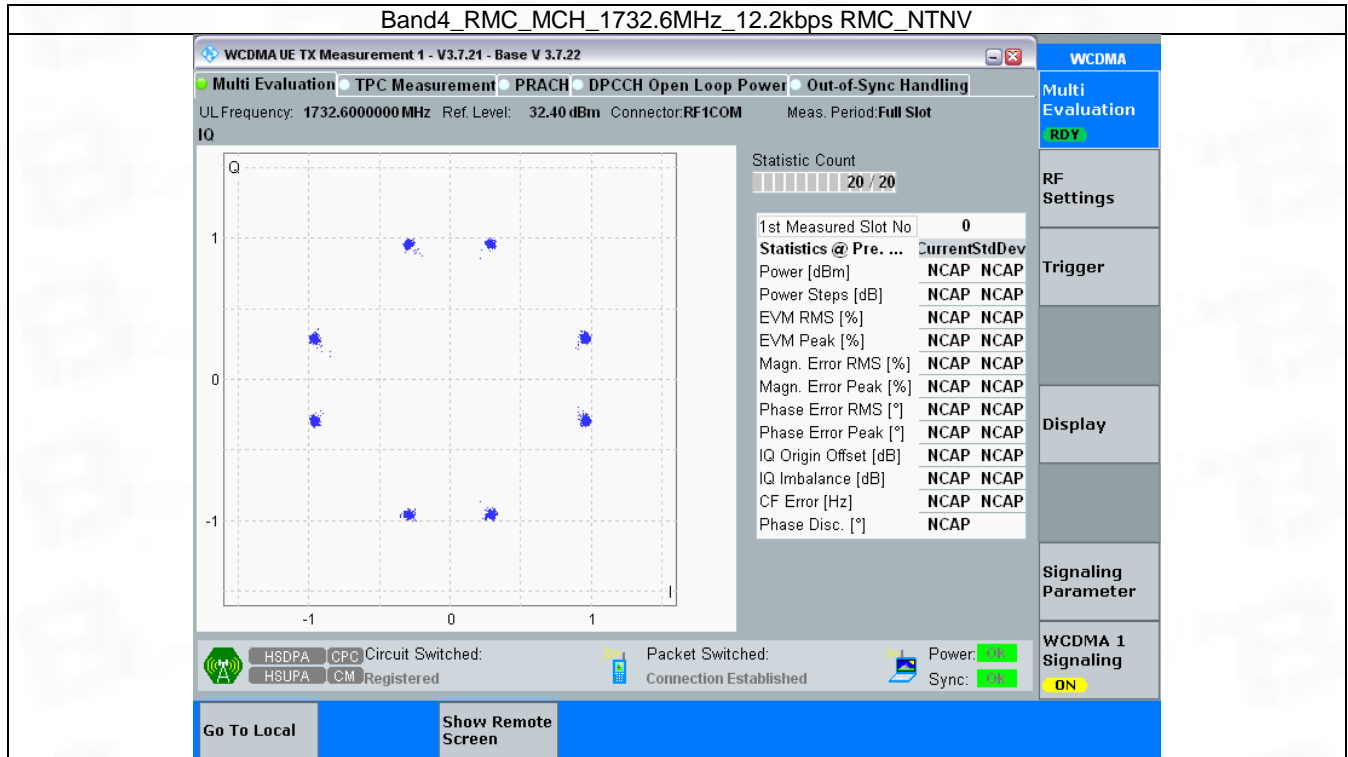 Band4_RMC_MCH_1732.6MHz_12.2kbps RMC_NTNV
WCDMA UE TX Measurement 1 - V3.7.21 - Base V 3.7.22
WCDMA
Multi Evaluation TPC Measurement PRACH DPCCH Open Loop Power Out-of-Sync Handling
UL Frequency: 1732.6000000 MHz Ref. Level: 32.40 dBm Connector:RF1COM Meas. Period:Full Slot
IQ
Q
1
0
-1
-1 0 1
I
Statistic Count
20 / 20
1st Measured Slot No 0
Statistics @ Pre. ... CurrentStdDev
Power [dBm] NCAP NCAP
Power Steps [dB] NCAP NCAP
EVM RMS [%] NCAP NCAP
EVM Peak [%] NCAP NCAP
Magn. Error RMS [%] NCAP NCAP
Magn. Error Peak [%] NCAP NCAP
Phase Error RMS [°] NCAP NCAP
Phase Error Peak [°] NCAP NCAP
IQ Origin Offset [dB] NCAP NCAP
IQ Imbalance [dB] NCAP NCAP
CF Error [Hz] NCAP NCAP
Phase Disc. [°] NCAP
Multi
Evaluation
RDY
RF
Settings
Trigger
Display
Signaling
Parameter
WCDMA 1
Signaling
ON
HSDPA CPC Circuit Switched: Packet Switched: Power: OK
HSUPA CM Registered Connection Established Sync: OK
Go To Local
Show Remote
Screen